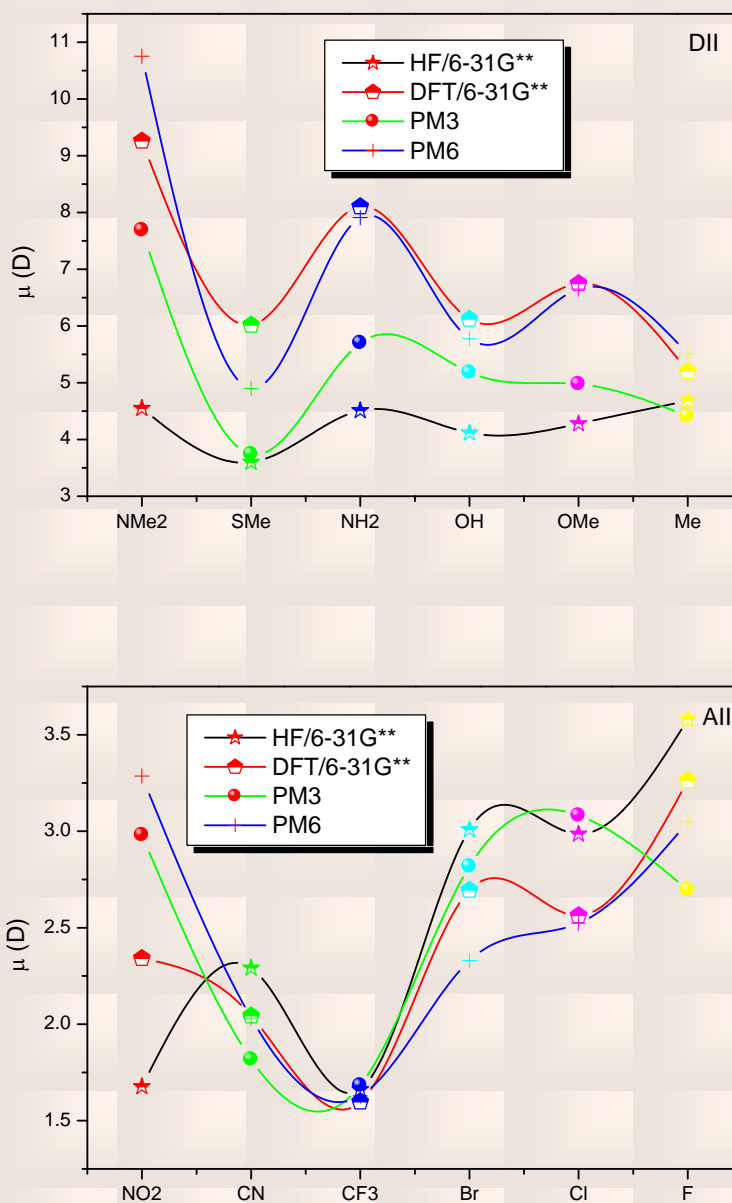 DII
HF/6-31G**
DFT/6-31G**
PM3
PM6
11
10
9
8
7
6
5
4
3
μ (D)
NMe2 SMe NH2 OH OMe Me
AII
HF/6-31G**
DFT/6-31G**
PM3
PM6
3.5
3.0
2.5
2.0
1.5
μ (D)
NO2 CN CF3 Br Cl F